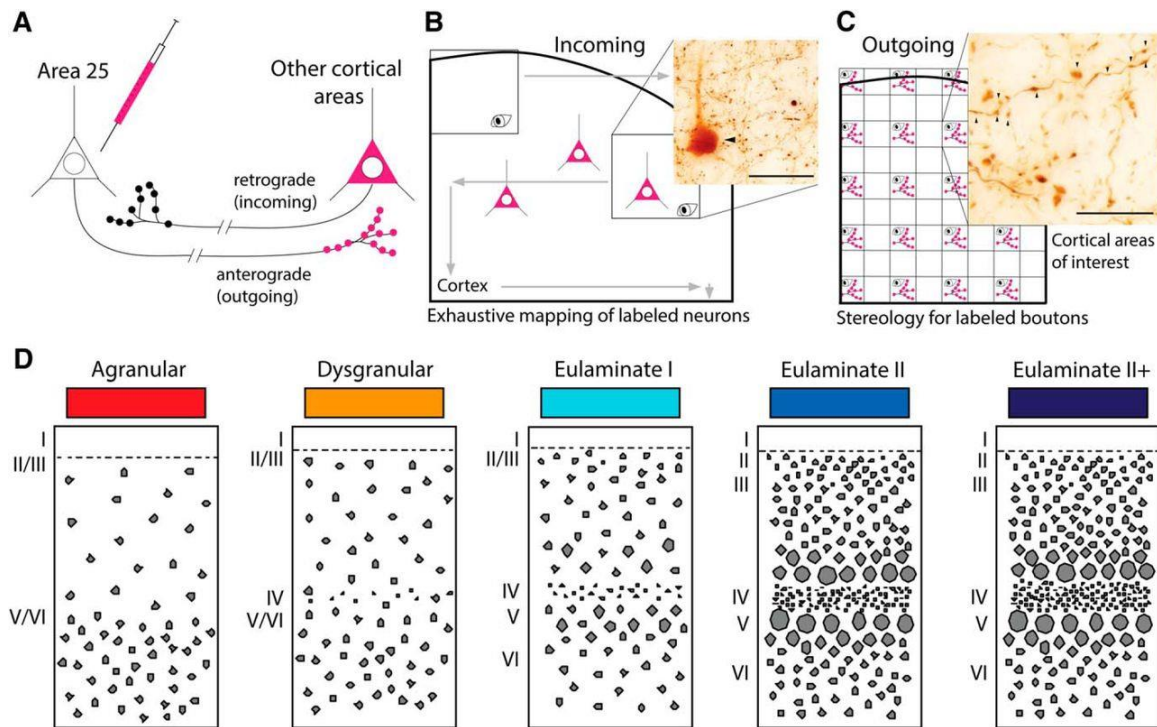 A
Area 25
Other cortical
areas
retrograde
(incoming)
anterograde
(outgoing)
B
Incoming
Cortex
Exhaustive mapping of labeled neurons
C
Outgoing
Cortical areas
of interest
Stereology for labeled boutons
D
Agranular
I
II/III
V/VI
Dysgranular
I
II/III
IV
V/VI
Eulaminate I
I
II/III
IV
V
VI
Eulaminate II
I
II
III
IV
V
VI
Eulaminate II+
I
II
III
IV
V
VI